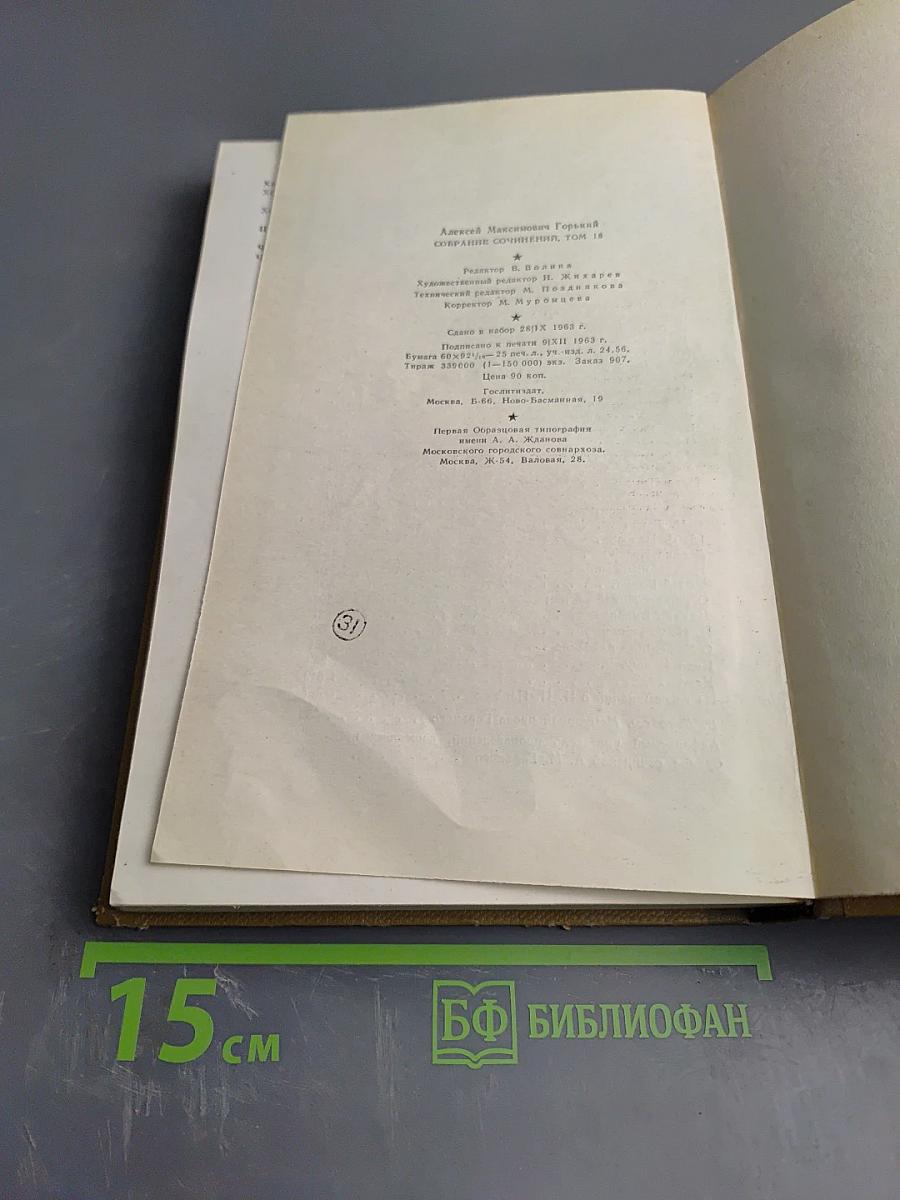 Алексей Максимович Горький
СОБРАНИЕ СОЧИНЕНИЙ, ТОМ 18
★
Редактор В. Волина
Художественный редактор И. Жихарев
Технический редактор М. Позднякова
Корректор М. Муромцева
★
Сдано в набор 28|IX 1963 г.
Подписано к печати 9|XII 1963 г.
Бумага 60×92¹/₁₆—25 печ. л., уч.-изд. л. 24,56.
Тираж 339000 (1—150 000) экз. Заказ 907.
Цена 90 коп.
Гослитиздат,
Москва, Б-66, Ново-Басманная, 19
★
Первая Образцовая типография
имени А. А. Жданова
Московского городского совнархоза.
Москва, Ж-54, Валовая, 28.
31
15 см
БФ БИБЛИОФАН